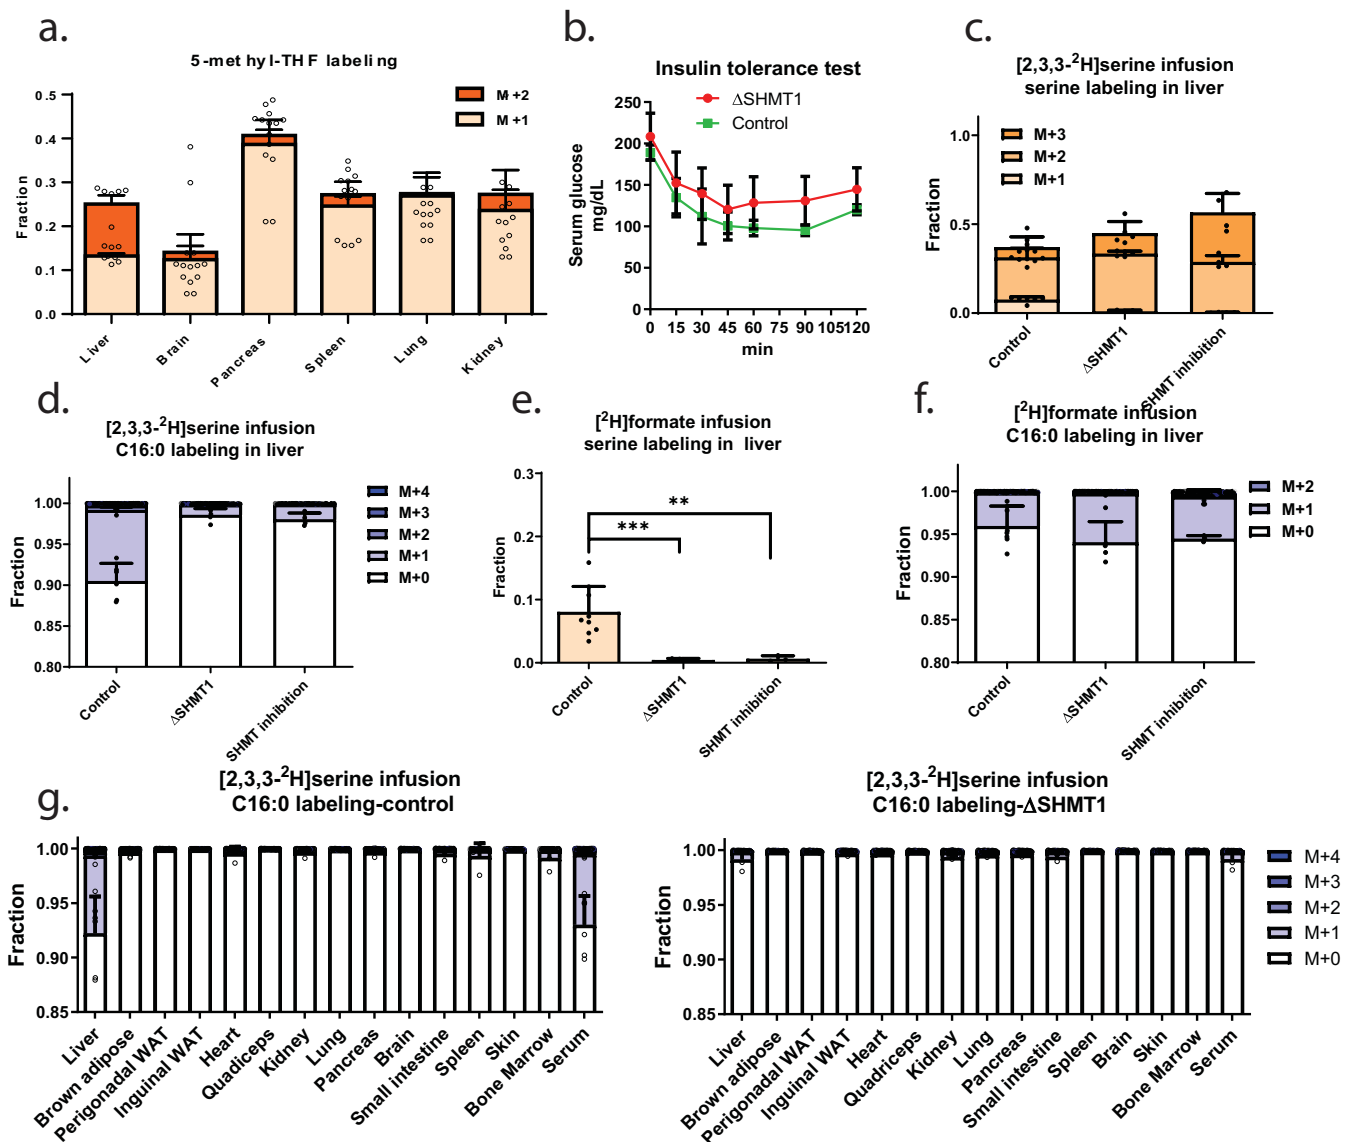 a.
5-methyl-THF labeling
M+2
M+1
Fraction
0.5
0.4
0.3
0.2
0.1
0.0
Liver
Brain
Pancreas
Spleen
Lung
Kidney
b.
Insulin tolerance test
ΔSHMT1
Control
Serum glucose
mg/dL
250
200
150
100
50
0
0 15 30 45 60 75 90 105 120
min
c.
[2,3,3-²H]serine infusion
serine labeling in liver
M+3
M+2
M+1
Fraction
1.0
0.5
0.0
Control
ΔSHMT1
SHMT inhibition
d.
[2,3,3-²H]serine infusion
C16:0 labeling in liver
M+4
M+3
M+2
M+1
M+0
Fraction
1.00
0.95
0.90
0.85
0.80
Control
ΔSHMT1
SHMT inhibition
e.
[²H]formate infusion
serine labeling in liver
Fraction
0.3
0.2
0.1
0.0
**
***
Control
ΔSHMT1
SHMT inhibition
f.
[²H]formate infusion
C16:0 labeling in liver
M+2
M+1
M+0
Fraction
1.00
0.95
0.90
0.85
0.80
Control
ΔSHMT1
SHMT inhibition
g.
[2,3,3-²H]serine infusion
C16:0 labeling-control
Fraction
1.00
0.95
0.90
0.85
Liver
Brown adipose
Perigonadal WAT
Inguinal WAT
Heart
Quadiceps
Kidney
Lung
Pancreas
Brain
Small intestine
Spleen
Skin
Bone Marrow
Serum
[2,3,3-²H]serine infusion
C16:0 labeling-ΔSHMT1
M+4
M+3
M+2
M+1
M+0
Fraction
1.00
0.95
0.90
0.85
Liver
Brown adipose
Perigonadal WAT
Inguinal WAT
Heart
Quadriceps
Kidney
Lung
Pancreas
Small intestine
Spleen
Brain
Skin
Bone Marrow
Serum